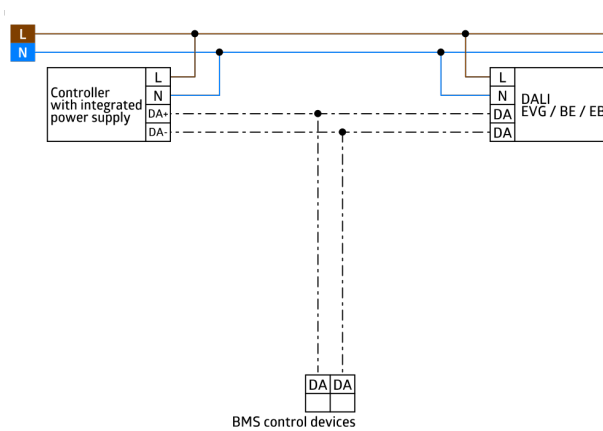 L
N
Controller
with integrated
power supply
L
N
DA+
DA-
L
N
DA
DA
DALI
EVG / BE / EB
DA DA
BMS control devices